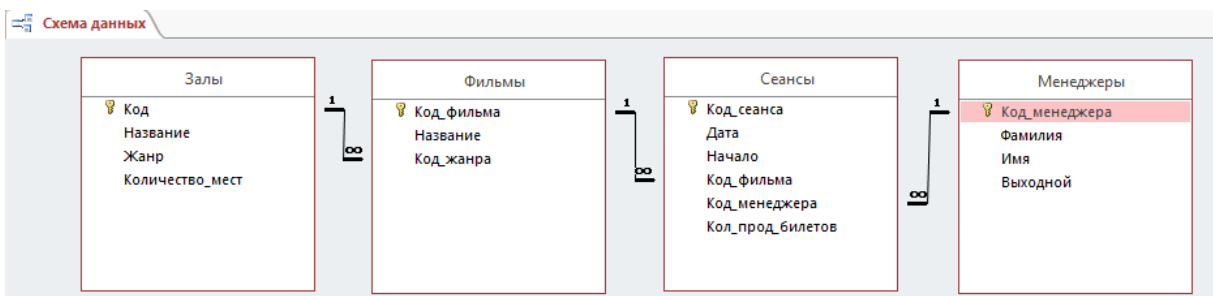 Схема данных
Залы
Код
Название
Жанр
Количество_мест
1
∞
Фильмы
Код_фильма
Название
Код_жанра
1
∞
Сеансы
Код_сеанса
Дата
Начало
Код_фильма
Код_менеджера
Кол_прод_билетов
1
∞
Менеджеры
Код_менеджера
Фамилия
Имя
Выходной